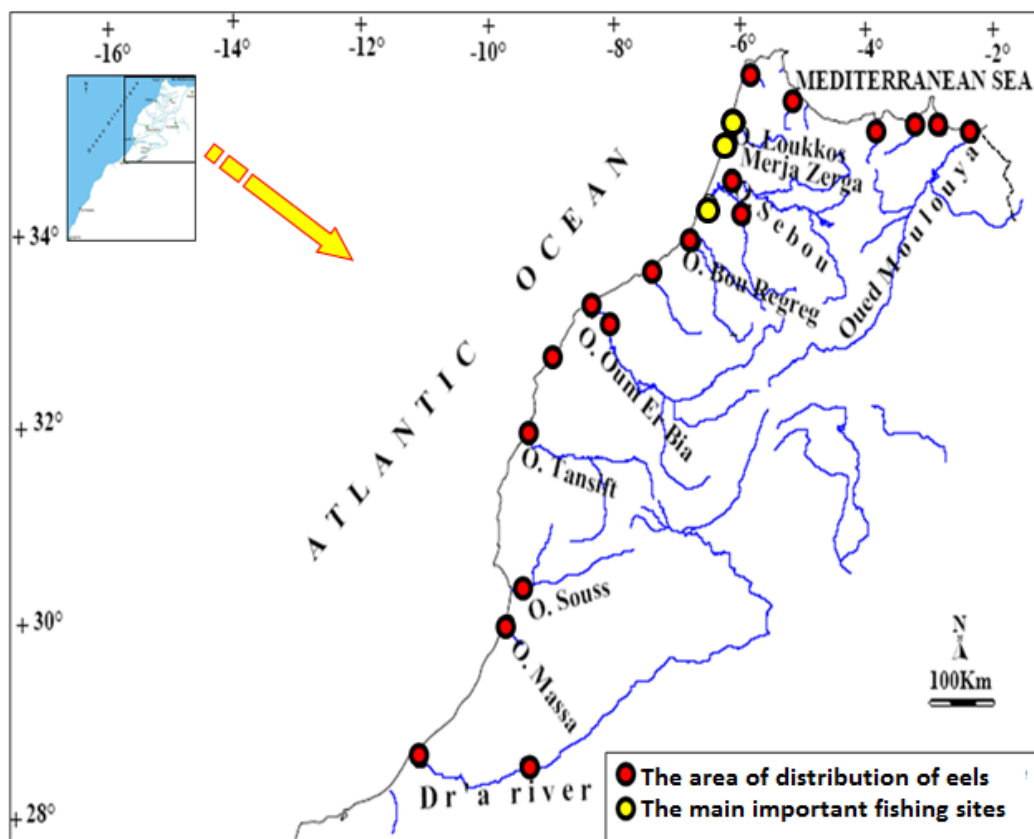 -16° -14° -12° -10° -8° -6° -4° -2°
MEDITERRANEAN SEA
Loukkos
Merja Zerga
Sebou
Oued Moulouya
+34°
O. Bou Regreg
ATLANTIC OCEAN
O. Oum Er Bia
+32°
O. Tansift
O. Souss
+30°
O. Massa
N
100Km
Dr'a river
+28°
The area of distribution of eels
The main important fishing sites